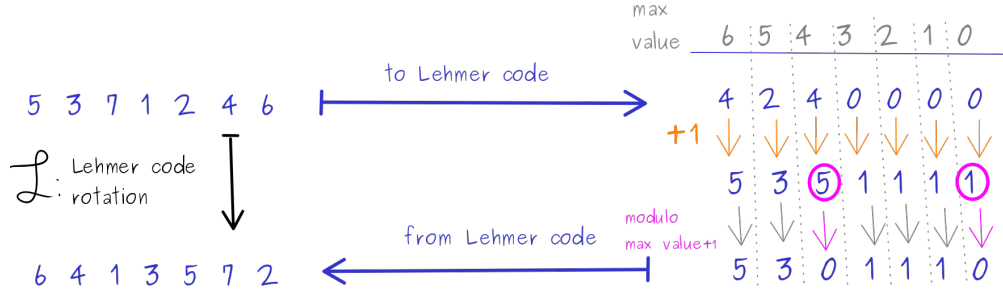 max
value 6 5 4 3 2 1 0
to Lehmer code
5 3 7 1 2 4 6
4 2 4 0 0 0 0
+1
ℒ: Lehmer code
rotation
5 3 5 1 1 1 1
modulo
max value+1
from Lehmer code
6 4 1 3 5 7 2
5 3 0 1 1 1 0